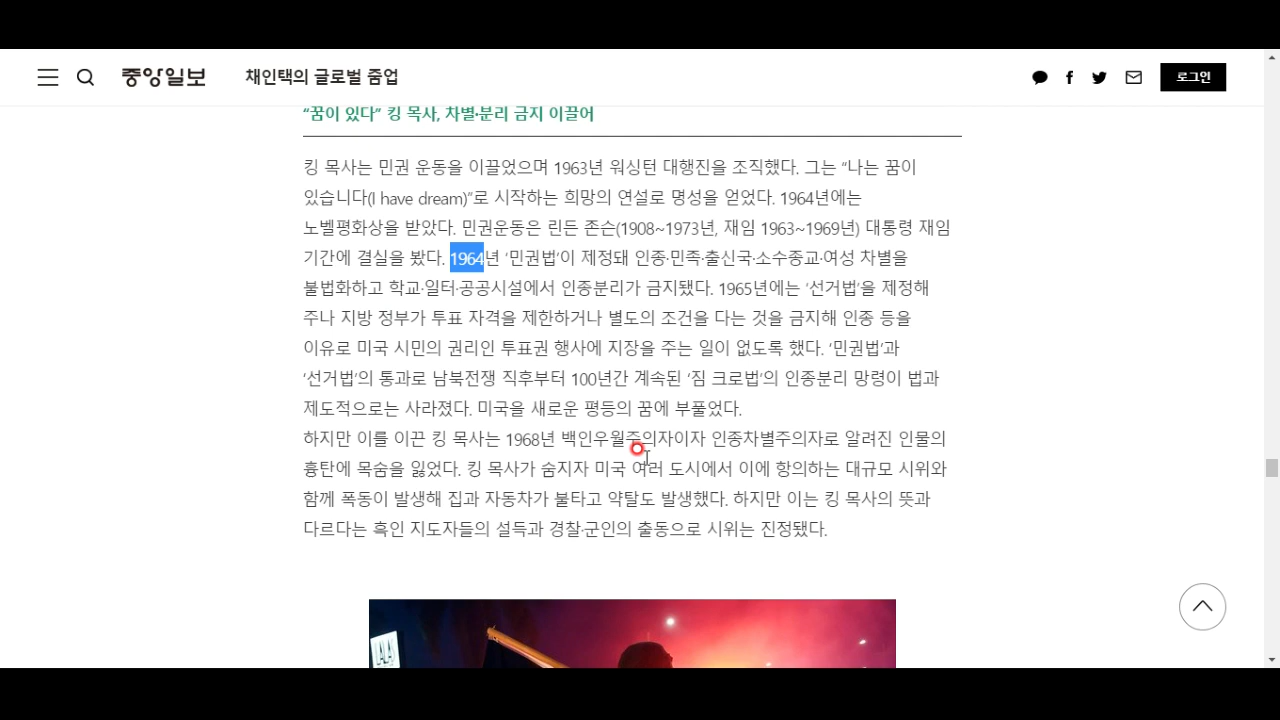 중앙일보
채인택의 글로벌 줌업
로그인
“꿈이 있다” 킹 목사, 차별·분리 금지 이끌어
킹 목사는 민권 운동을 이끌었으며 1963년 워싱턴 대행진을 조직했다. 그는 “나는 꿈이
있습니다(I have dream)”로 시작하는 희망의 연설로 명성을 얻었다. 1964년에는
노벨평화상을 받았다. 민권운동은 린든 존슨(1908~1973년, 재임 1963~1969년) 대통령 재임
기간에 결실을 봤다. 1964년 ‘민권법’이 제정돼 인종·민족·출신국·소수종교·여성 차별을
불법화하고 학교·일터·공공시설에서 인종분리가 금지됐다. 1965년에는 ‘선거법’을 제정해
주나 지방 정부가 투표 자격을 제한하거나 별도의 조건을 다는 것을 금지해 인종 등을
이유로 미국 시민의 권리인 투표권 행사에 지장을 주는 일이 없도록 했다. ‘민권법’과
‘선거법’의 통과로 남북전쟁 직후부터 100년간 계속된 ‘짐 크로법’의 인종분리 망령이 법과
제도적으로는 사라졌다. 미국을 새로운 평등의 꿈에 부풀었다.
하지만 이를 이끈 킹 목사는 1968년 백인우월주의자이자 인종차별주의자로 알려진 인물의
흉탄에 목숨을 잃었다. 킹 목사가 숨지자 미국 여러 도시에서 이에 항의하는 대규모 시위와
함께 폭동이 발생해 집과 자동차가 불타고 약탈도 발생했다. 하지만 이는 킹 목사의 뜻과
다르다는 흑인 지도자들의 설득과 경찰·군인의 출동으로 시위는 진정됐다.
LALA